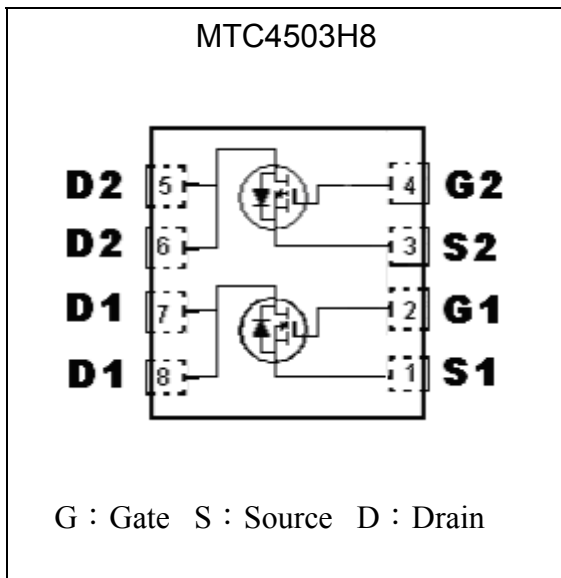 MTC4503H8
D2 5 4 G2
D2 6 3 S2
D1 7 2 G1
D1 8 1 S1
G：Gate S：Source D：Drain